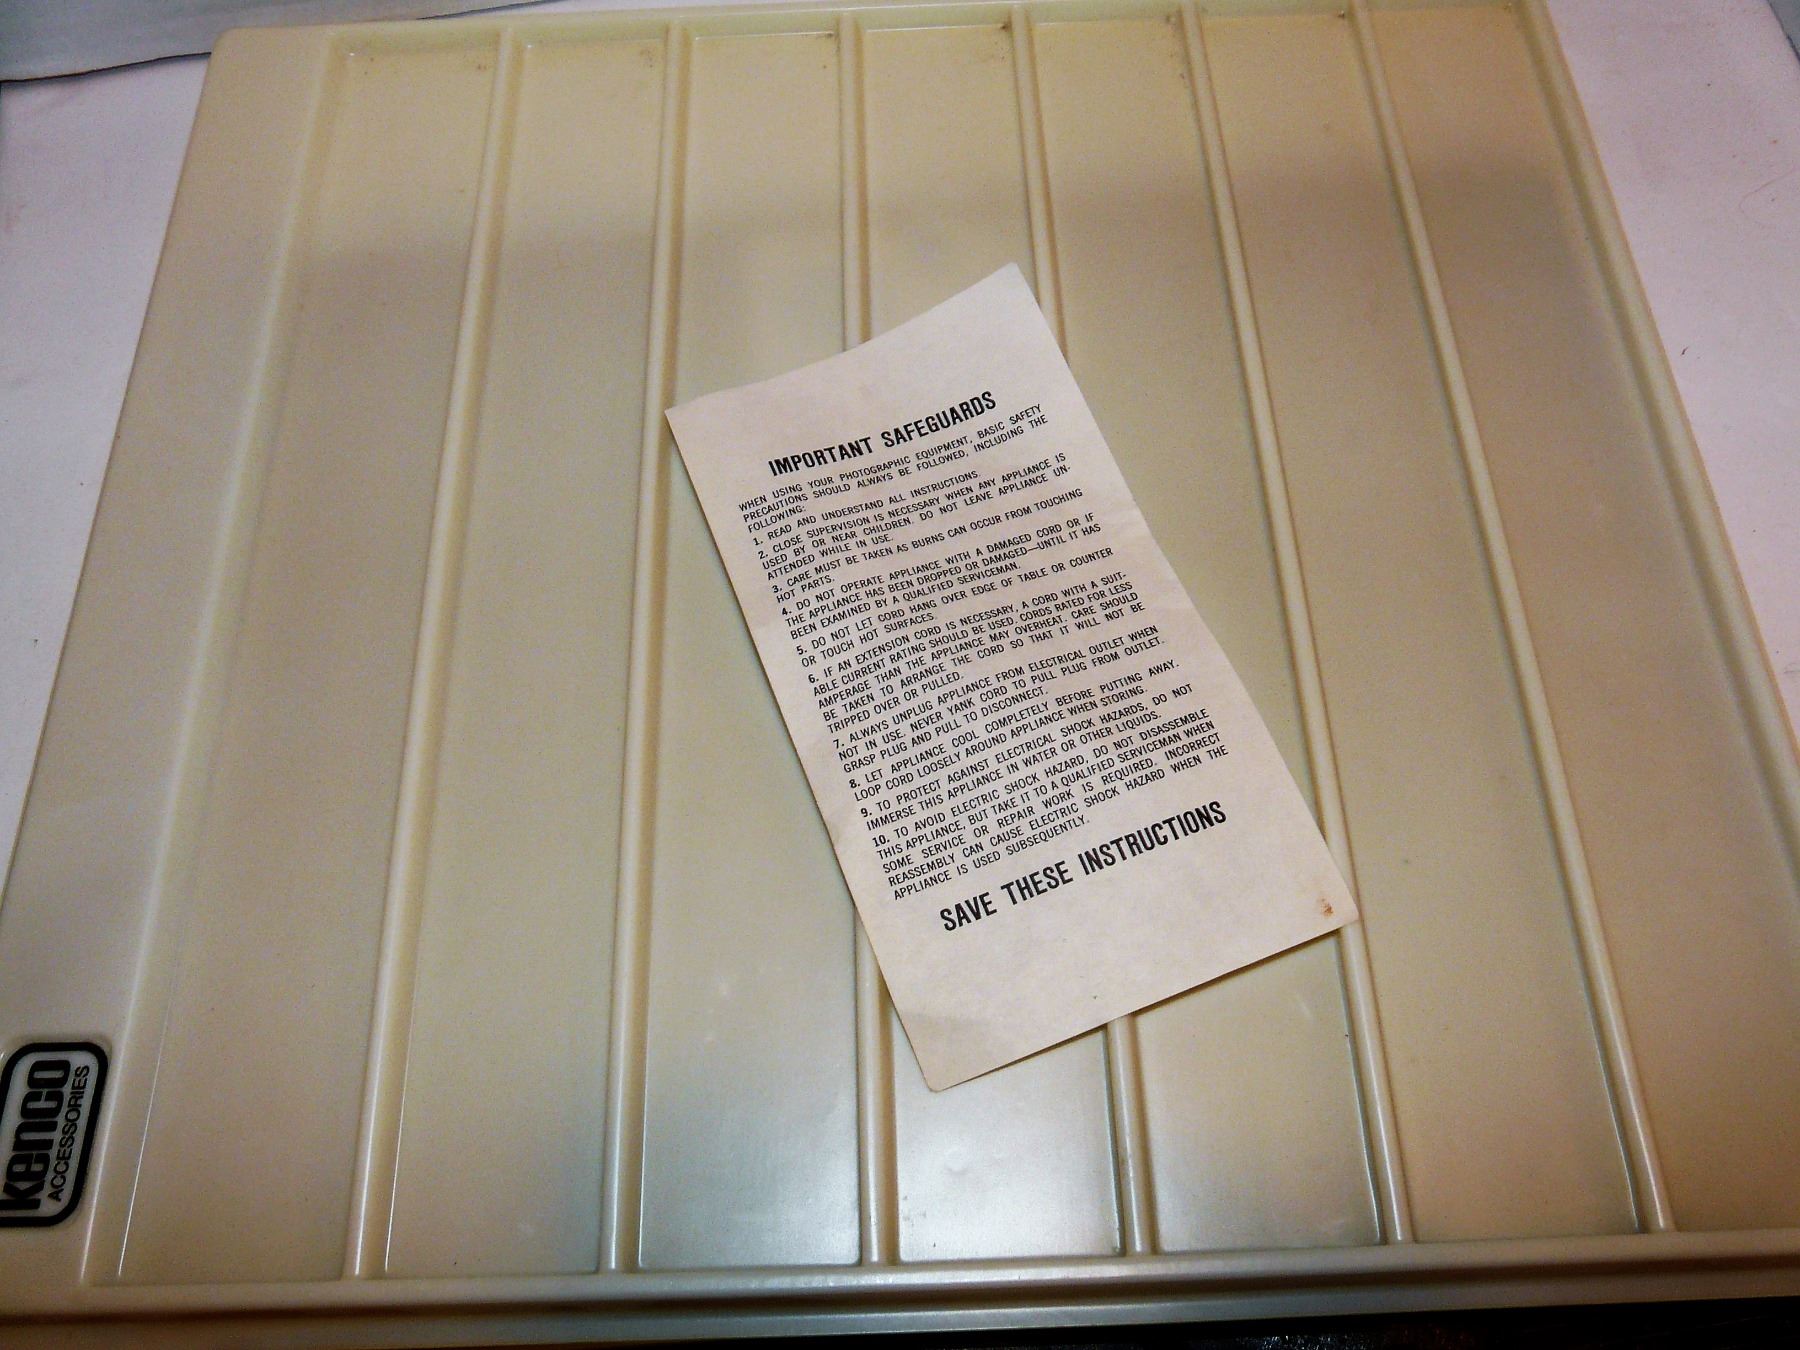 IMPORTANT SAFEGUARDS
WHEN USING YOUR PHOTOGRAPHIC EQUIPMENT, BASIC SAFETY
PRECAUTIONS SHOULD ALWAYS BE FOLLOWED, INCLUDING THE
FOLLOWING:
1. READ AND UNDERSTAND ALL INSTRUCTIONS.
2. CLOSE SUPERVISION IS NECESSARY WHEN ANY APPLIANCE IS
USED BY OR NEAR CHILDREN. DO NOT LEAVE APPLIANCE UN-
ATTENDED WHILE IN USE.
3. CARE MUST BE TAKEN AS BURNS CAN OCCUR FROM TOUCHING
HOT PARTS.
4. DO NOT OPERATE APPLIANCE WITH A DAMAGED CORD OR IF
THE APPLIANCE HAS BEEN DROPPED OR DAMAGED—UNTIL IT HAS
BEEN EXAMINED BY A QUALIFIED SERVICEMAN.
5. DO NOT LET CORD HANG OVER EDGE OF TABLE OR COUNTER
OR TOUCH HOT SURFACES.
6. IF AN EXTENSION CORD IS NECESSARY, A CORD WITH A SUIT-
ABLE CURRENT RATING SHOULD BE USED. CORDS RATED FOR LESS
AMPERAGE THAN THE APPLIANCE MAY OVERHEAT. CARE SHOULD
BE TAKEN TO ARRANGE THE CORD SO THAT IT WILL NOT BE
TRIPPED OVER OR PULLED.
7. ALWAYS UNPLUG APPLIANCE FROM ELECTRICAL OUTLET WHEN
NOT IN USE. NEVER YANK CORD TO PULL PLUG FROM OUTLET.
GRASP PLUG AND PULL TO DISCONNECT.
8. LET APPLIANCE COOL COMPLETELY BEFORE PUTTING AWAY.
LOOP CORD LOOSELY AROUND APPLIANCE WHEN STORING.
9. TO PROTECT AGAINST ELECTRICAL SHOCK HAZARDS, DO NOT
IMMERSE THIS APPLIANCE IN WATER OR OTHER LIQUIDS.
10. TO AVOID ELECTRIC SHOCK HAZARD, DO NOT DISASSEMBLE
THIS APPLIANCE, BUT TAKE IT TO A QUALIFIED SERVICEMAN WHEN
SOME SERVICE OR REPAIR WORK IS REQUIRED. INCORRECT
REASSEMBLY CAN CAUSE ELECTRIC SHOCK HAZARD WHEN THE
APPLIANCE IS USED SUBSEQUENTLY.
SAVE THESE INSTRUCTIONS
kenco
ACCESSORIES